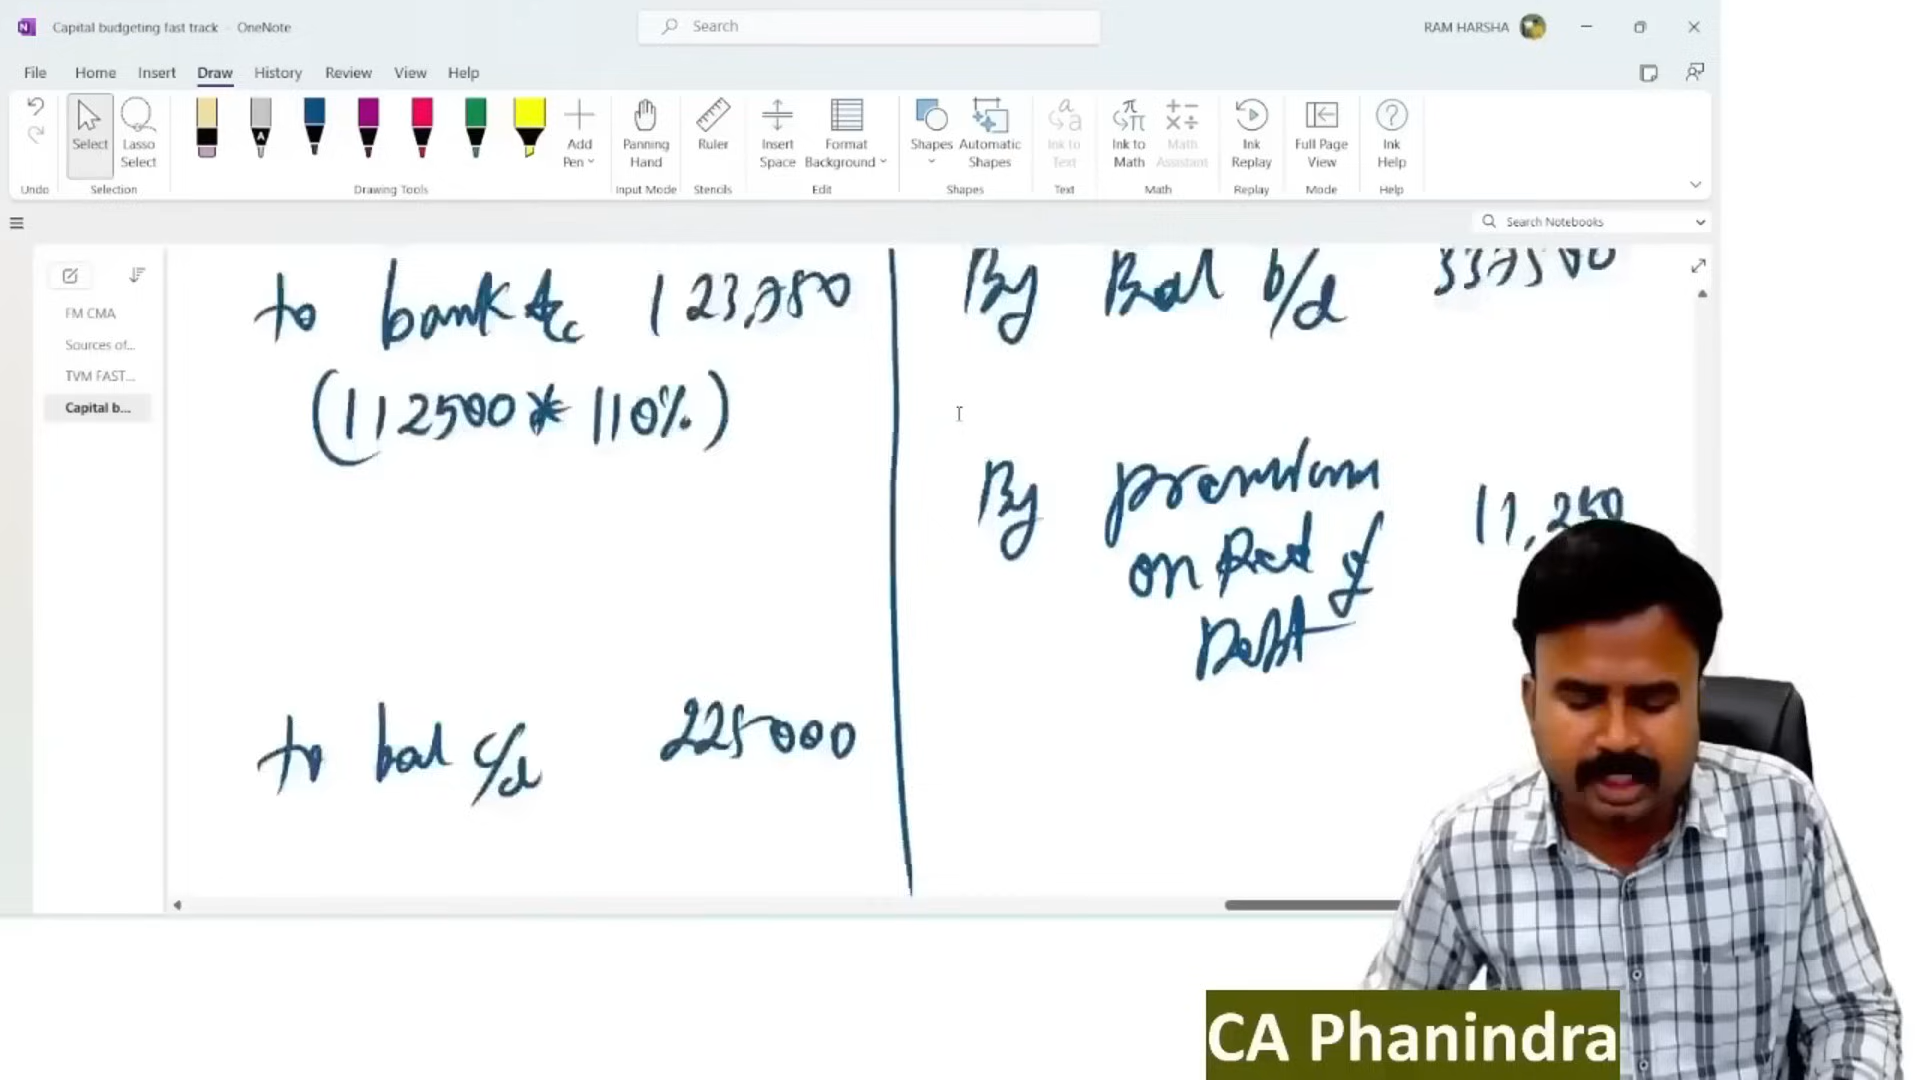 Capital budgeting fast track - OneNote
Search
RAM HARSHA
File Home Insert Draw History Review View Help
Select
Lasso Select
Add Pen
Panning Hand
Ruler
Insert Space
Format Background
Shapes
Automatic Shapes
Ink to Text
Ink to Math
Math Assistant
Ink Replay
Full Page View
Ink Help
Undo Selection Drawing Tools Input Mode Stencils Edit Shapes Text Math Replay Mode Help
Search Notebooks
FM CMA
Sources of...
TVM FAST...
Capital b...
to bank A/c 123,750
(112500 * 110%)
to bal c/d 225000
By Bal b/d 337500
By premium 11,250
on Red of
Debt
CA Phanindra